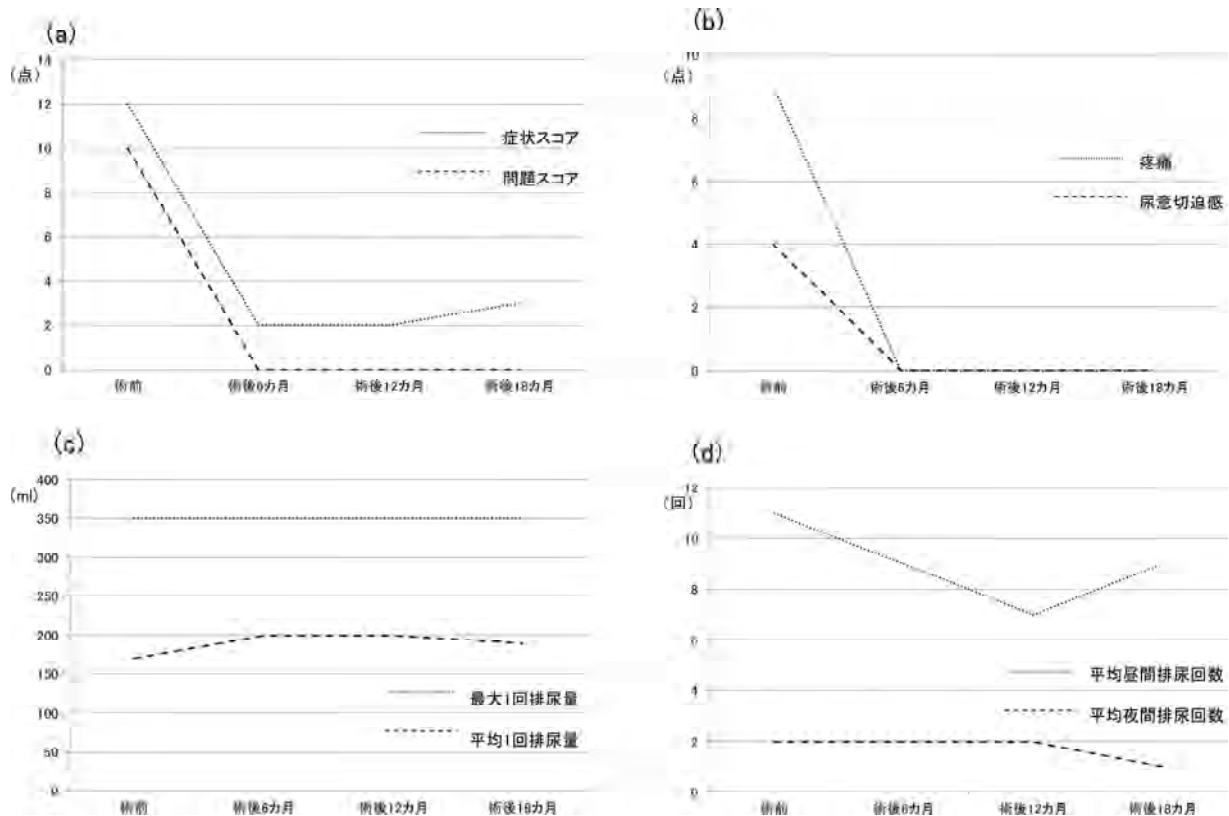 (a)
14
(点)
12
10
8
6
4
2
0
症状スコア
問題スコア
術前 術後6カ月 術後12カ月 術後18カ月
(b)
10
(点)
8
6
4
2
0
疼痛
尿意切迫感
術前 術後6カ月 術後12カ月 術後18カ月
(c)
400
(ml)
350
300
250
200
150
100
50
0
最大1回排尿量
平均1回排尿量
術前 術後6カ月 術後12カ月 術後18カ月
(d)
12
(回)
10
8
6
4
2
0
平均昼間排尿回数
平均夜間排尿回数
術前 術後6カ月 術後12カ月 術後18カ月